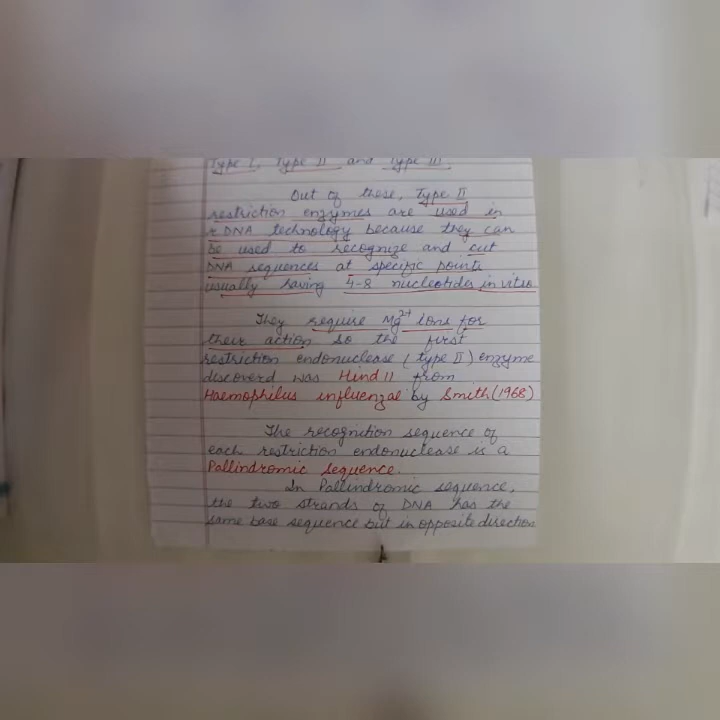 Type I, Type II and Type III.
Out of these, Type II
restriction enzymes are used in
r DNA technology because they can
be used to recognize and cut
DNA sequences at specific points
usually having 4-8 nucleotides in vitro.
They require Mg2+ Ions for
their action so the first
restriction endonuclease (type II) enzyme
discoverd was Hind II from
Haemophilus influenzae by Smith (1968)
The recognition sequence of
each restriction endonuclease is a
Pallindromic sequence.
In Pallindromic sequence,
the two strands of DNA has the
same base sequence but in opposite direction